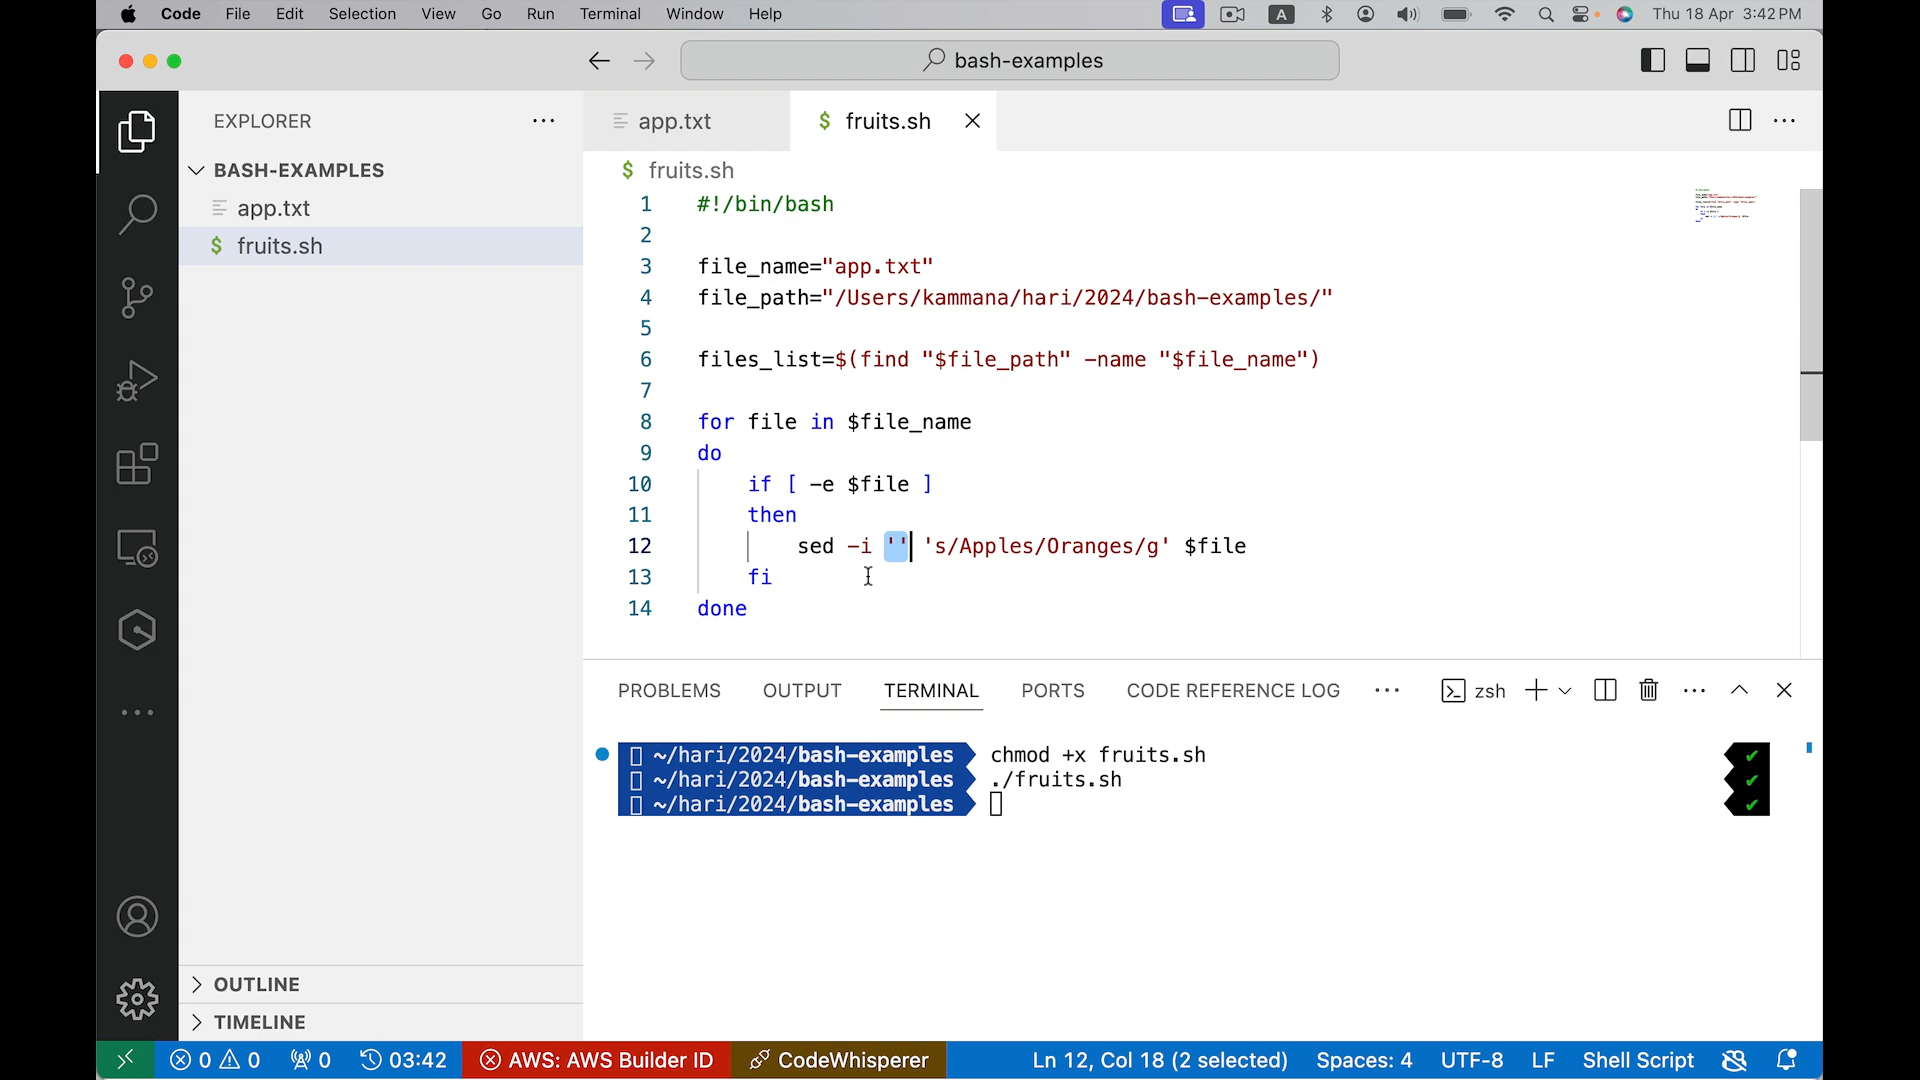 Code File Edit Selection View Go Run Terminal Window Help A Thu 18 Apr 3:42 PM
bash-examples
EXPLORER
BASH-EXAMPLES
app.txt
$ fruits.sh
OUTLINE
TIMELINE
app.txt $ fruits.sh
$ fruits.sh
1 #!/bin/bash
2
3 file_name="app.txt"
4 file_path="/Users/kammana/hari/2024/bash-examples/"
5
6 files_list=$(find "$file_path" -name "$file_name")
7
8 for file in $file_name
9 do
10 if [ -e $file ]
11 then
12 sed -i '' 's/Apples/Oranges/g' $file
13 fi
14 done
PROBLEMS OUTPUT TERMINAL PORTS CODE REFERENCE LOG zsh
~/hari/2024/bash-examples chmod +x fruits.sh
~/hari/2024/bash-examples ./fruits.sh
~/hari/2024/bash-examples
0 0 0 03:42 AWS: AWS Builder ID CodeWhisperer Ln 12, Col 18 (2 selected) Spaces: 4 UTF-8 LF Shell Script